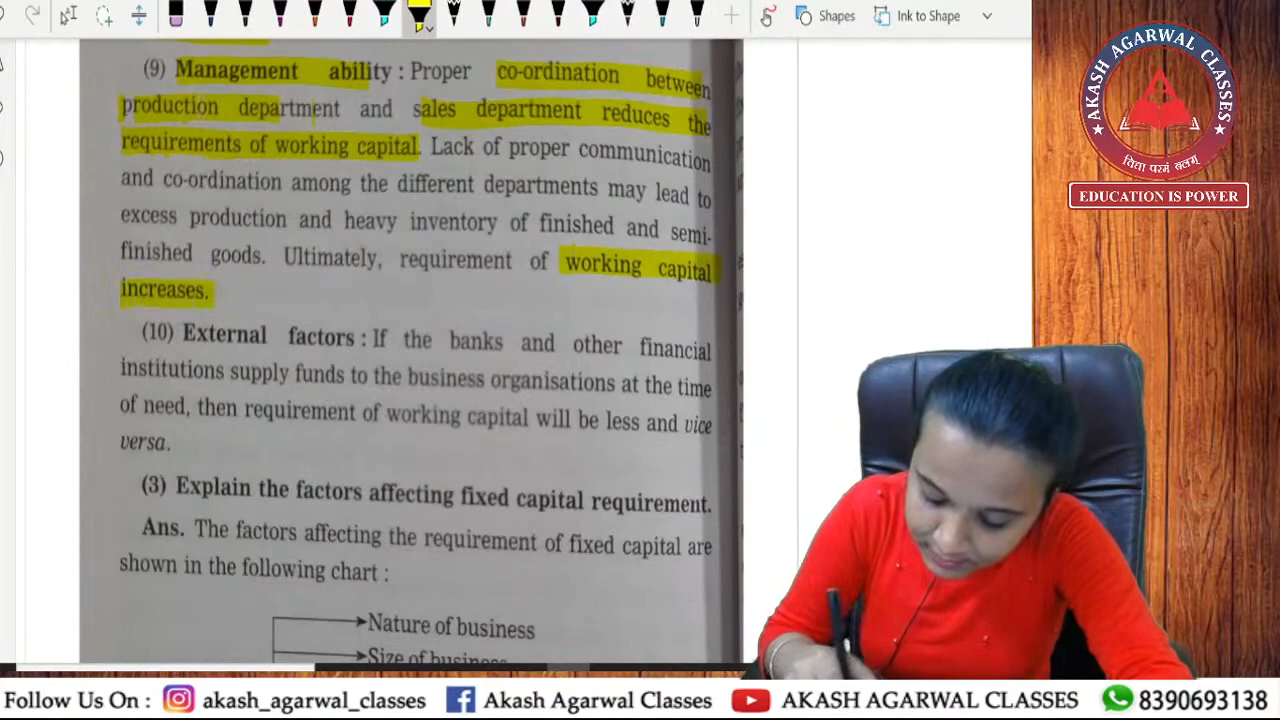 Shapes
Ink to Shape
(9) Management ability : Proper co-ordination between
production department and sales department reduces the
requirements of working capital. Lack of proper communication
and co-ordination among the different departments may lead to
excess production and heavy inventory of finished and semi-
finished goods. Ultimately, requirement of working capital
increases.
(10) External factors : If the banks and other financial
institutions supply funds to the business organisations at the time
of need, then requirement of working capital will be less and vice
versa.
(3) Explain the factors affecting fixed capital requirement.
Ans. The factors affecting the requirement of fixed capital are
shown in the following chart :
Nature of business
Size of business
AKASH AGARWAL CLASSES
विद्या परमं बलम्
EDUCATION IS POWER
Follow Us On : akash_agarwal_classes Akash Agarwal Classes AKASH AGARWAL CLASSES 8390693138